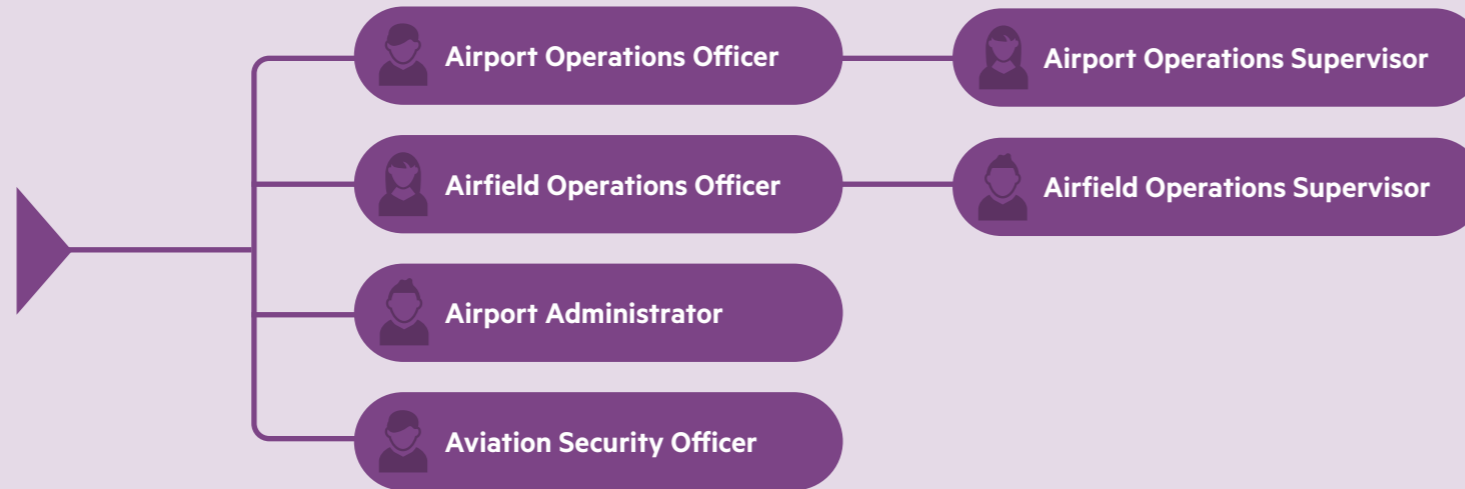 Airport Operations Officer
Airport Operations Supervisor
Airfield Operations Officer
Airfield Operations Supervisor
Airport Administrator
Aviation Security Officer